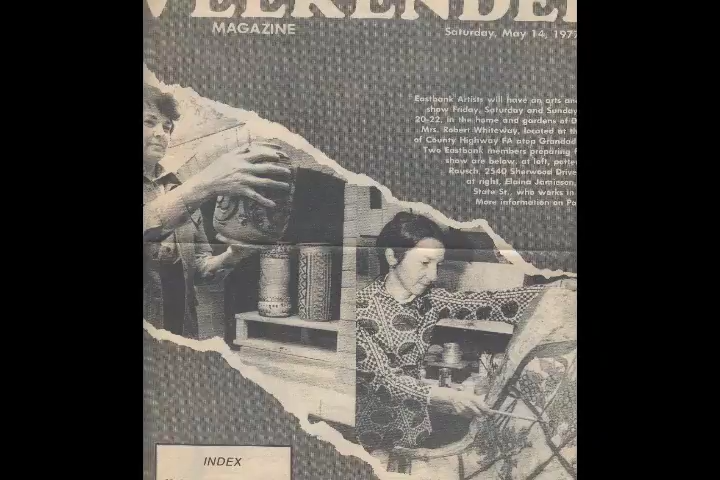 WEEKENDER
MAGAZINE
Saturday, May 14, 1977
Eastbank Artists will have an arts and
show Friday, Saturday and Sunday
20-22, in the home and gardens of D
Mrs. Robert Whiteway, located at th
of County Highway FA atop Grandad
Two Eastbank members preparing f
show are below, at left, potter
Rausch, 2540 Sherwood Drive
at right, Elaine Jamieson,
State St., who works in
More information on Pa
INDEX